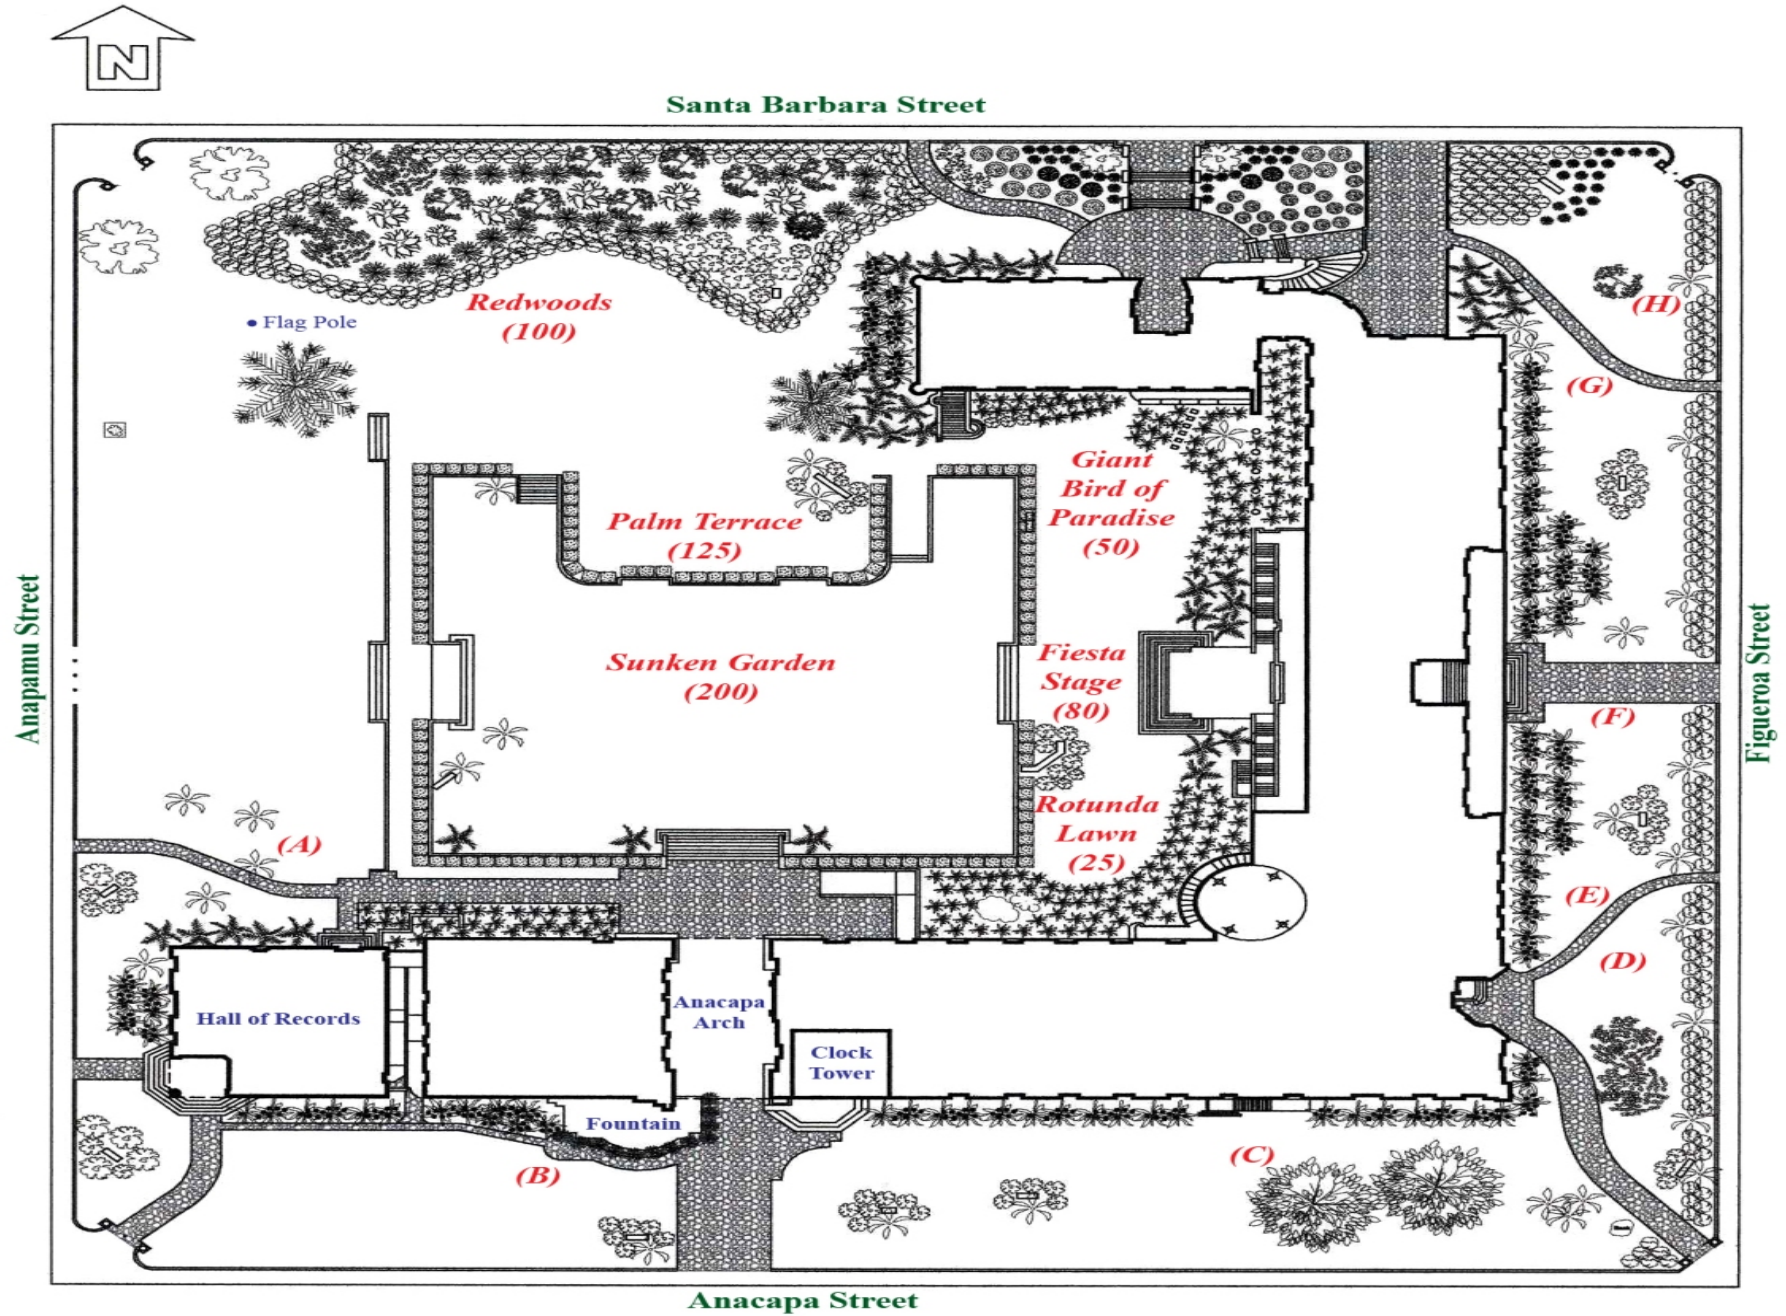 N
Santa Barbara Street
Redwoods
(100)
Flag Pole
(H)
(G)
Giant
Bird of
Paradise
(50)
Palm Terrace
(125)
Anapamu Street
Figueroa Street
Sunken Garden
(200)
Fiesta
Stage
(80)
(F)
Rotunda
Lawn
(25)
(A)
(E)
(D)
Hall of Records
Anacapa
Arch
Clock
Tower
Fountain
(B)
(C)
Anacapa Street